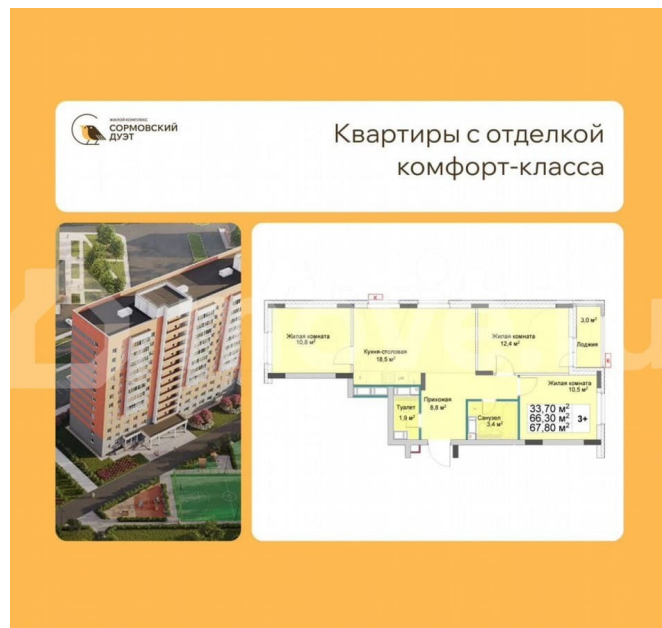 ЖИЛОЙ КОМПЛЕКС
СОРМОВСКИЙ
ДУЭТ
Квартиры с отделкой
комфорт-класса
К
Жилая комната
10,8 м²
Кухня-столовая
18,5 м²
Жилая комната
12,4 м²
3,0 м²
Лоджия
К
Жилая комната
10,5 м²
Туалет
1,9 м²
Прихожая
8,8 м²
Санузел
3,4 м²
33,70 м²
66,30 м²
67,80 м²
3+